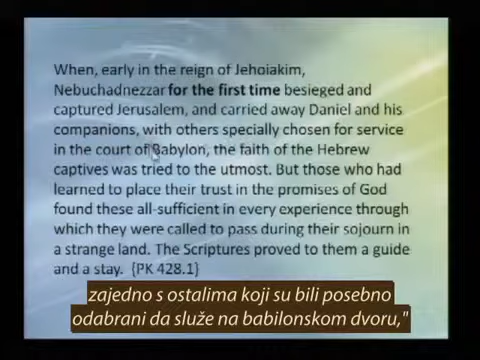 When, early in the reign of Jehoiakim,
Nebuchadnezzar for the first time besieged and
captured Jerusalem, and carried away Daniel and his
companions, with others specially chosen for service
in the court of Babylon, the faith of the Hebrew
captives was tried to the utmost. But those who had
learned to place their trust in the promises of God
found these all-sufficient in every experience through
which they were called to pass during their sojourn in
a strange land. The Scriptures proved to them a guide
and a stay. {PK 428.1}
zajedno s ostalima koji su bili posebno
odabrani da služe na babilonskom dvoru,"